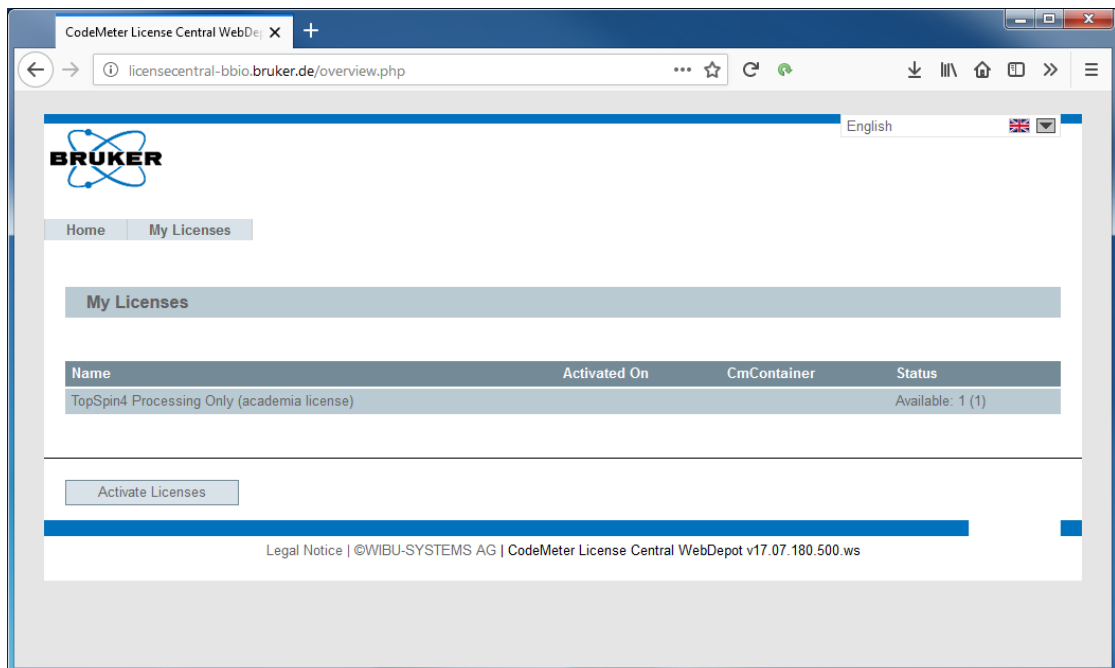 CodeMeter License Central WebDep
licensecentral-bbio.bruker.de/overview.php
English
BRUKER
Home My Licenses
My Licenses
Name Activated On CmContainer Status
TopSpin4 Processing Only (academia license) Available: 1 (1)
Activate Licenses
Legal Notice | ©WIBU-SYSTEMS AG | CodeMeter License Central WebDepot v17.07.180.500.ws